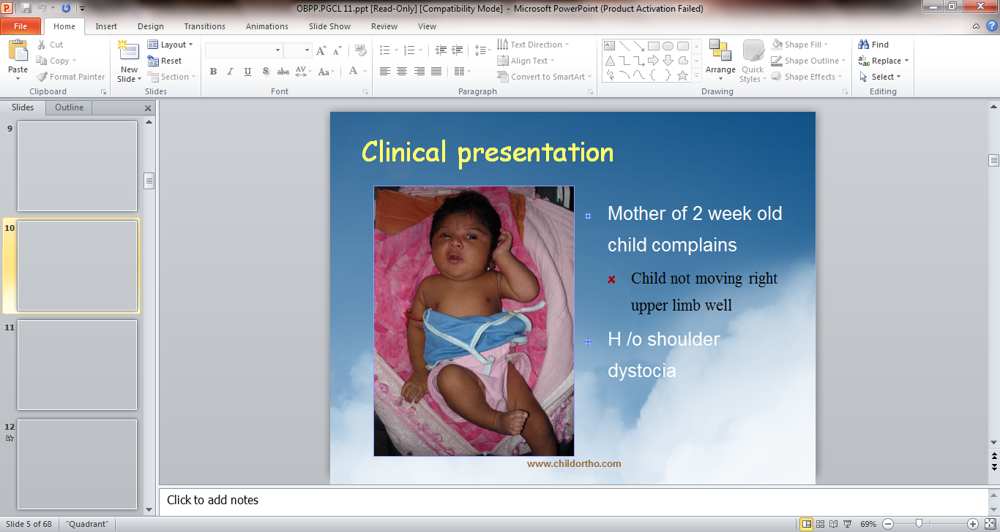 OBPP.PGCL 11.ppt [Read-Only] [Compatibility Mode] - Microsoft PowerPoint (Product Activation Failed)
File Home Insert Design Transitions Animations Slide Show Review View
Paste
Cut
Copy
Format Painter
Clipboard
New Slide
Layout
Reset
Section
Slides
B I U S abc AV Aa A
Font
Text Direction
Align Text
Convert to SmartArt
Paragraph
Arrange
Quick Styles
Shape Fill
Shape Outline
Shape Effects
Drawing
Find
Replace
Select
Editing
Slides Outline
9
10
11
12
Clinical presentation
Mother of 2 week old
child complains
Child not moving right
upper limb well
H /o shoulder
dystocia
www.childortho.com
Click to add notes
Slide 5 of 68 "Quadrant" 69%